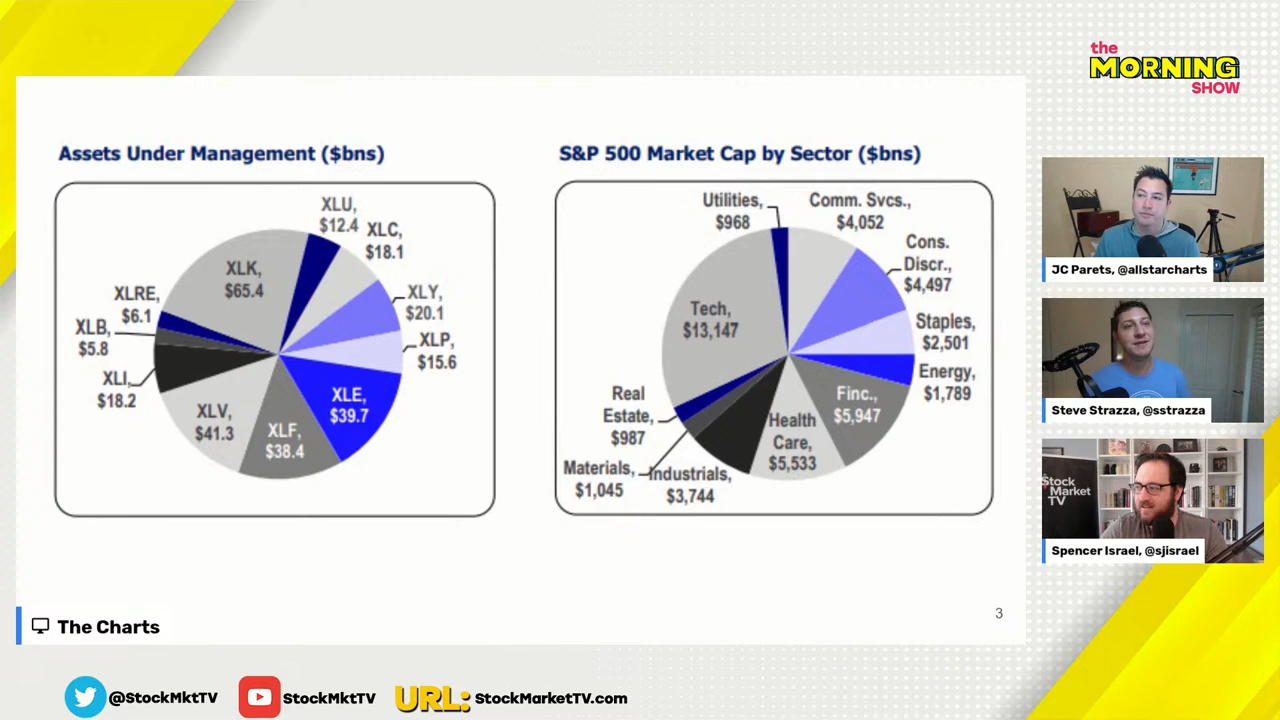 the
MORNING
SHOW
Assets Under Management ($bns)
XLU,
$12.4
XLC,
$18.1
XLK,
$65.4
XLY,
$20.1
XLRE,
$6.1
XLB,
$5.8
XLP,
$15.6
XLI,
$18.2
XLE,
$39.7
XLV,
$41.3
XLF,
$38.4
S&P 500 Market Cap by Sector ($bns)
Utilities,
$968
Comm. Svcs.,
$4,052
Cons.
Discr.,
$4,497
Tech,
$13,147
Staples,
$2,501
Energy,
$1,789
Real
Estate,
$987
Finc.,
$5,947
Health
Care,
$5,533
Materials,
$1,045
Industrials,
$3,744
3
The Charts
JC Parets, @allstarcharts
Steve Strazza, @sstrazza
Stock
Market
TV
Spencer Israel, @sjisrael
@StockMktTV
StockMktTV
URL: StockMarketTV.com